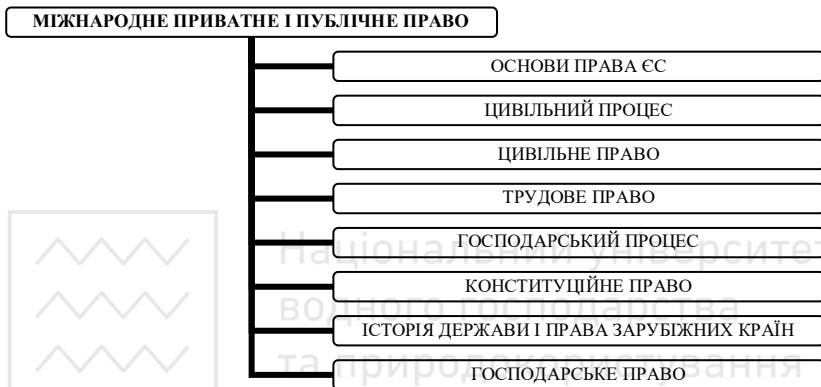 МІЖНАРОДНЕ ПРИВАТНЕ І ПУБЛІЧНЕ ПРАВО
ОСНОВИ ПРАВА ЄС
ЦИВІЛЬНИЙ ПРОЦЕС
ЦИВІЛЬНЕ ПРАВО
ТРУДОВЕ ПРАВО
ГОСПОДАРСЬКИЙ ПРОЦЕС
Національний університет
КОНСТИТУЦІЙНЕ ПРАВО
водного господарства
ІСТОРІЯ ДЕРЖАВИ І ПРАВА ЗАРУБІЖНИХ КРАЇН
та природокористування
ГОСПОДАРСЬКЕ ПРАВО